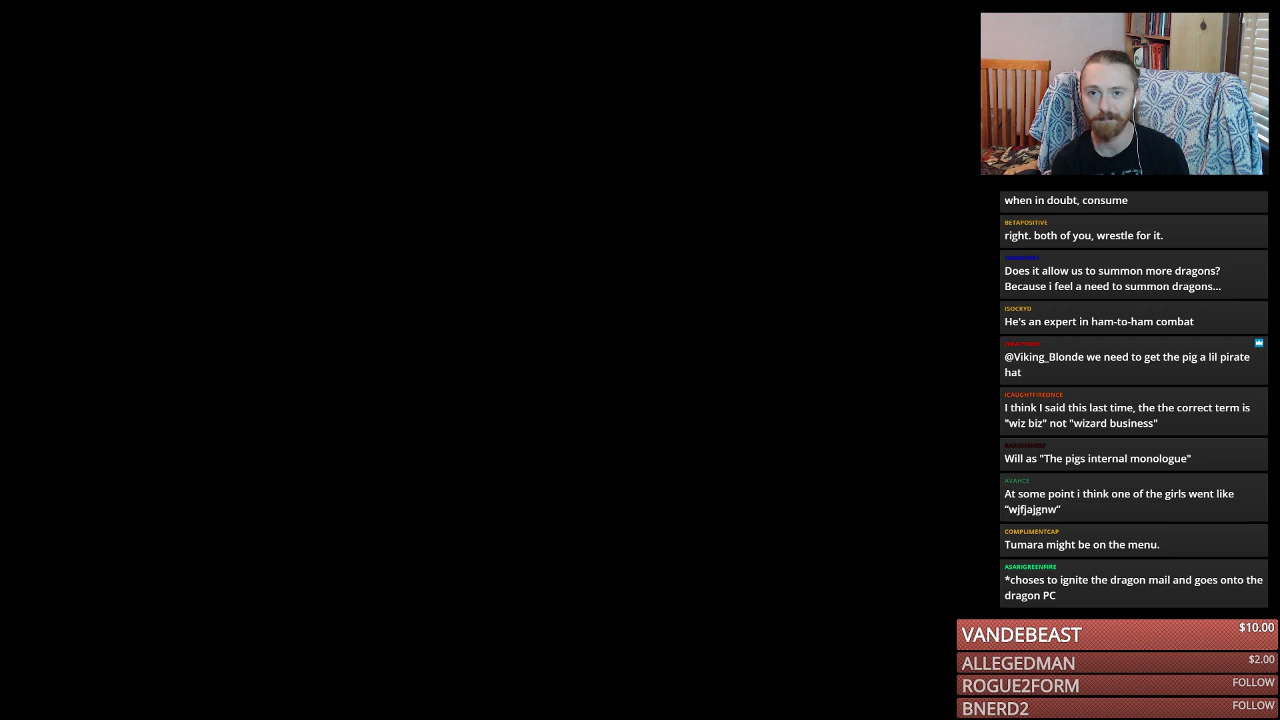 when in doubt, consume
BETAPOSITIVE
right. both of you, wrestle for it.
Does it allow us to summon more dragons?
Because i feel a need to summon dragons...
ISOCRYD
He's an expert in ham-to-ham combat
@Viking_Blonde we need to get the pig a lil pirate
hat
ICAUGHTFIREONCE
I think I said this last time, the the correct term is
"wiz biz" not "wizard business"
Will as "The pigs internal monologue"
AVAHCE
At some point i think one of the girls went like
“wjfjajgnw”
COMPLIMENTCAP
Tumara might be on the menu.
ASARIGREENFIRE
*choses to ignite the dragon mail and goes onto the
dragon PC
VANDEBEAST $10.00
ALLEGEDMAN $2.00
ROGUE2FORM FOLLOW
BNERD2 FOLLOW